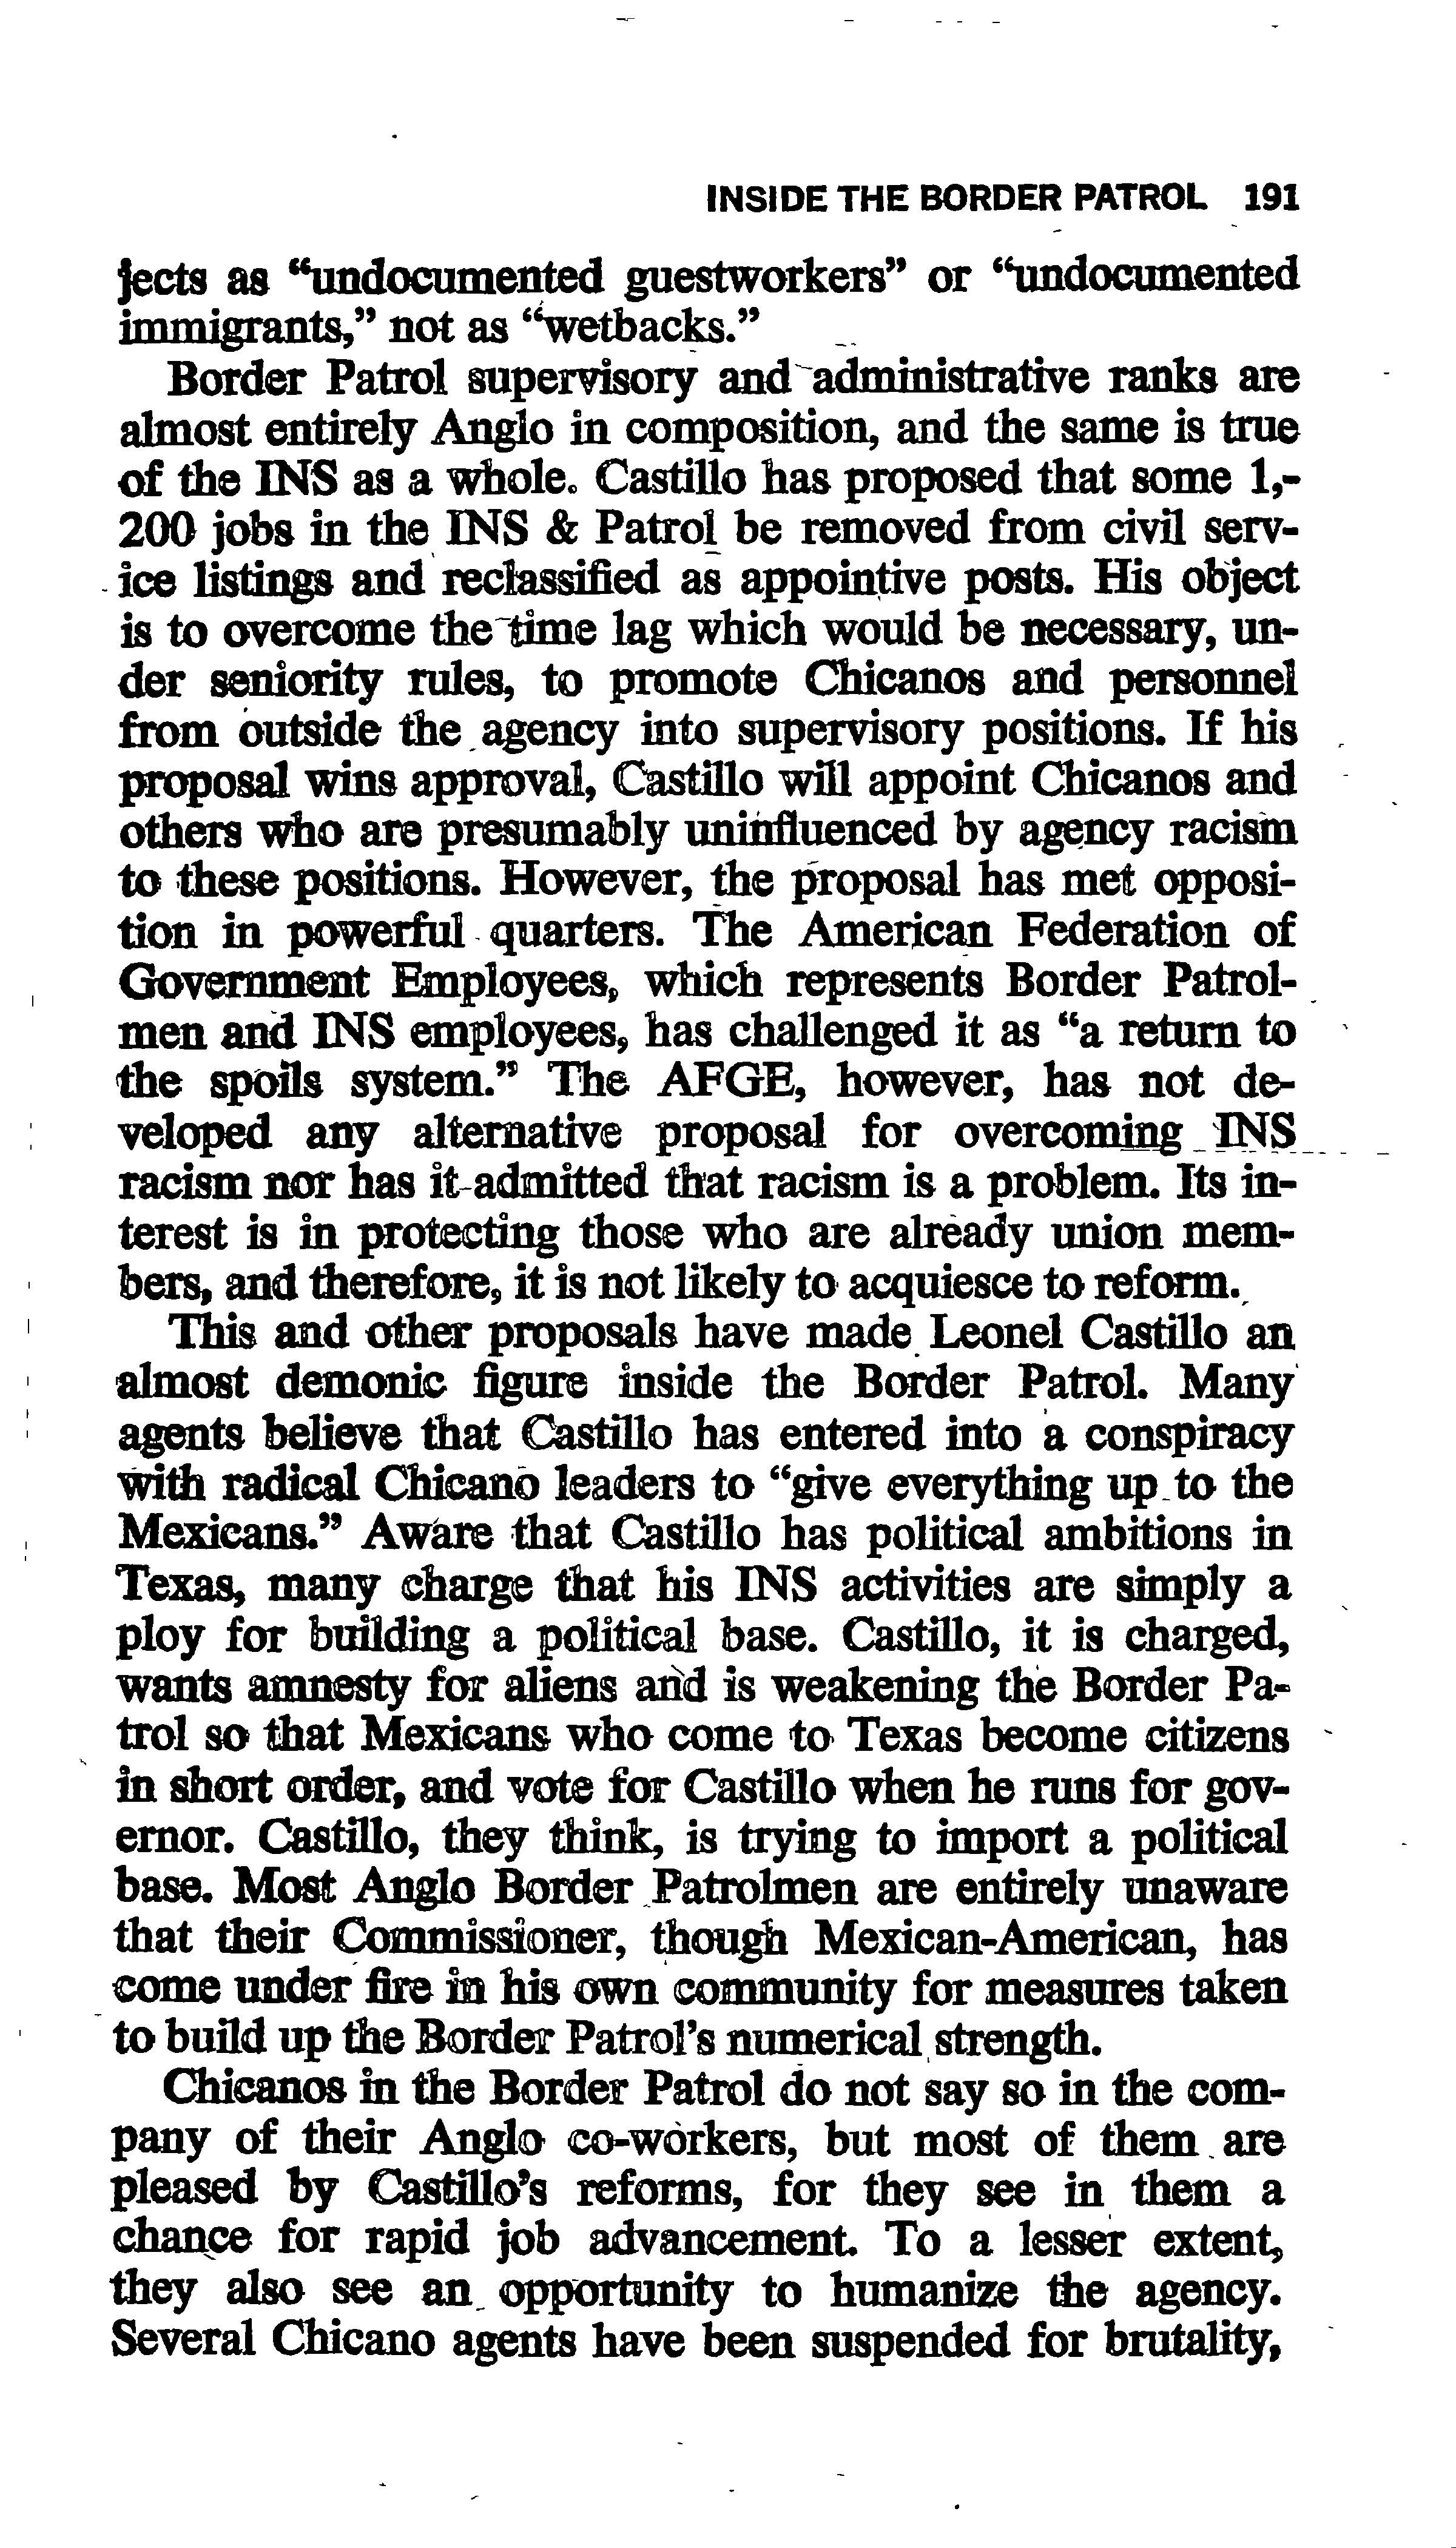 INSIDE THE BORDER PATROL 191
jects as “undocumented guestworkers” or “undocumented
immigrants,” not as “wetbacks.”
Border Patrol supervisory and administrative ranks are
almost entirely Anglo in composition, and the same is true
of the INS as a whole. Castillo has proposed that some 1,-
200 jobs in the INS & Patrol be removed from civil serv-
ice listings and reclassified as appointive posts. His object
is to overcome the time lag which would be necessary, un-
der seniority rules, to promote Chicanos and personnel
from outside the agency into supervisory positions. If his
proposal wins approval, Castillo will appoint Chicanos and
others who are presumably uninfluenced by agency racism
to these positions. However, the proposal has met opposi-
tion in powerful quarters. The American Federation of
Government Employees, which represents Border Patrol-
men and INS employees, has challenged it as “a return to
the spoils system.” The AFGE, however, has not de-
veloped any alternative proposal for overcoming INS
racism nor has it admitted that racism is a problem. Its in-
terest is in protecting those who are already union mem-
bers, and therefore, it is not likely to acquiesce to reform.
This and other proposals have made Leonel Castillo an
almost demonic figure inside the Border Patrol. Many
agents believe that Castillo has entered into a conspiracy
with radical Chicano leaders to “give everything up to the
Mexicans.” Aware that Castillo has political ambitions in
Texas, many charge that his INS activities are simply a
ploy for building a political base. Castillo, it is charged,
wants amnesty for aliens and is weakening the Border Pa-
trol so that Mexicans who come to Texas become citizens
in short order, and vote for Castillo when he runs for gov-
ernor. Castillo, they think, is trying to import a political
base. Most Anglo Border Patrolmen are entirely unaware
that their Commissioner, though Mexican-American, has
come under fire in his own community for measures taken
to build up the Border Patrol’s numerical strength.
Chicanos in the Border Patrol do not say so in the com-
pany of their Anglo co-workers, but most of them are
pleased by Castillo’s reforms, for they see in them a
chance for rapid job advancement. To a lesser extent,
they also see an opportunity to humanize the agency.
Several Chicano agents have been suspended for brutality,